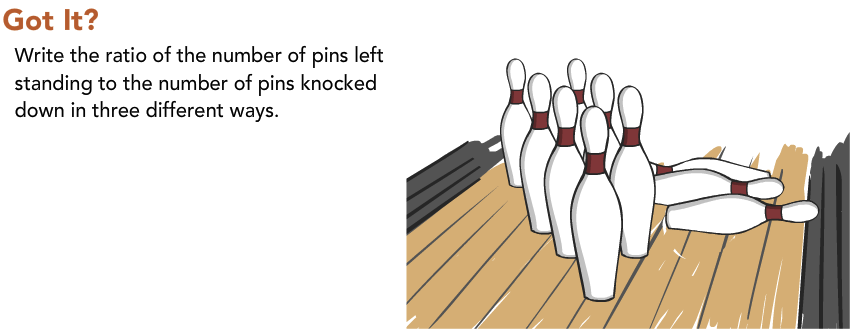 Got It?
Write the ratio of the number of pins left
standing to the number of pins knocked
down in three different ways.